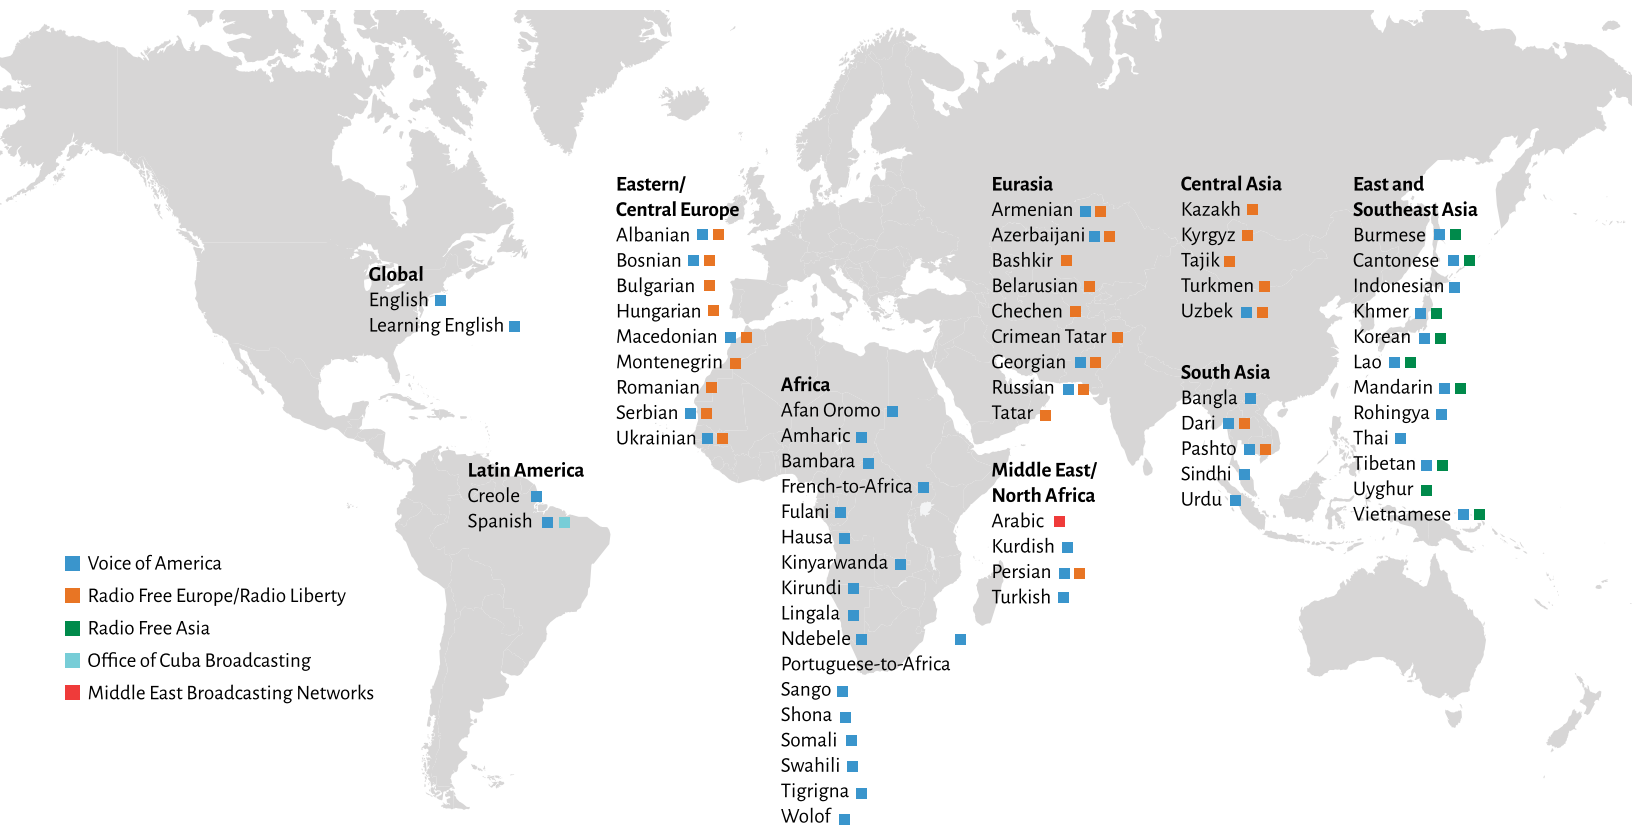 Global
English
Learning English
Latin America
Creole
Spanish
Voice of America
Radio Free Europe/Radio Liberty
Radio Free Asia
Office of Cuba Broadcasting
Middle East Broadcasting Networks
Eastern/
Central Europe
Albanian
Bosnian
Bulgarian
Hungarian
Macedonian
Montenegrin
Romanian
Serbian
Ukrainian
Africa
Afan Oromo
Amharic
Bambara
French-to-Africa
Fulani
Hausa
Kinyarwanda
Kirundi
Lingala
Ndebele
Portuguese-to-Africa
Sango
Shona
Somali
Swahili
Tigrigna
Wolof
Eurasia
Armenian
Azerbaijani
Bashkir
Belarusian
Chechen
Crimean Tatar
Georgian
Russian
Tatar
Middle East/
North Africa
Arabic
Kurdish
Persian
Turkish
Central Asia
Kazakh
Kyrgyz
Tajik
Turkmen
Uzbek
South Asia
Bangla
Dari
Pashto
Sindhi
Urdu
East and
Southeast Asia
Burmese
Cantonese
Indonesian
Khmer
Korean
Lao
Mandarin
Rohingya
Thai
Tibetan
Uyghur
Vietnamese